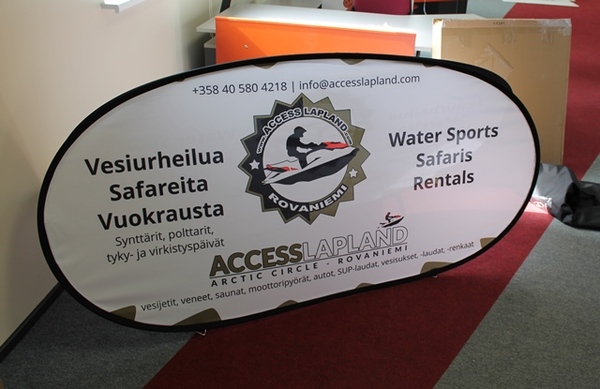 +358 40 580 4218 | info@accesslapland.com
Vesiurheilua
Safareita
Vuokrausta
Synttärit, polttarit,
tyky- ja virkistyspäivät
ACCESS LAPLAND
ROVANIEMI
Water Sports
Safaris
Rentals
ACCESSLAPLAND
ARCTIC CIRCLE - ROVANIEMI
vesijetit, veneet, saunat, moottoripyörät, autot, SUP-laudat, vesisukset, -laudat, -renkaat